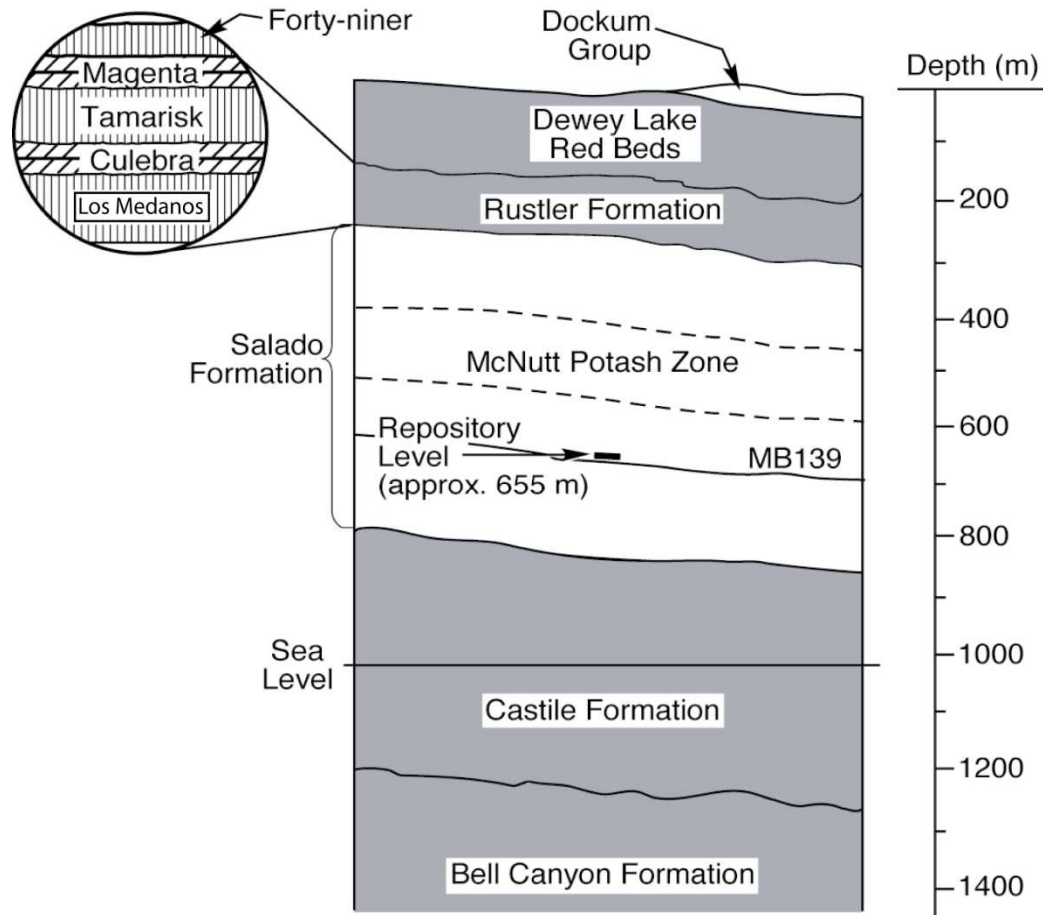 Forty-niner
Magenta
Tamarisk
Culebra
Los Medanos
Dockum
Group
Depth (m)
Dewey Lake
Red Beds
Rustler Formation
200
400
Salado
Formation
McNutt Potash Zone
600
Repository
Level
(approx. 655 m)
MB139
800
Sea
Level
1000
Castile Formation
1200
Bell Canyon Formation
1400